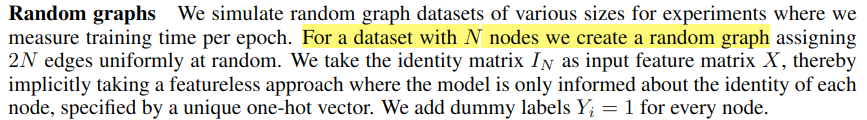 Random graphs We simulate random graph datasets of various sizes for experiments where we
measure training time per epoch. For a dataset with N nodes we create a random graph assigning
2N edges uniformly at random. We take the identity matrix I_N as input feature matrix X, thereby
implicitly taking a featureless approach where the model is only informed about the identity of each
node, specified by a unique one-hot vector. We add dummy labels Y_i = 1 for every node.